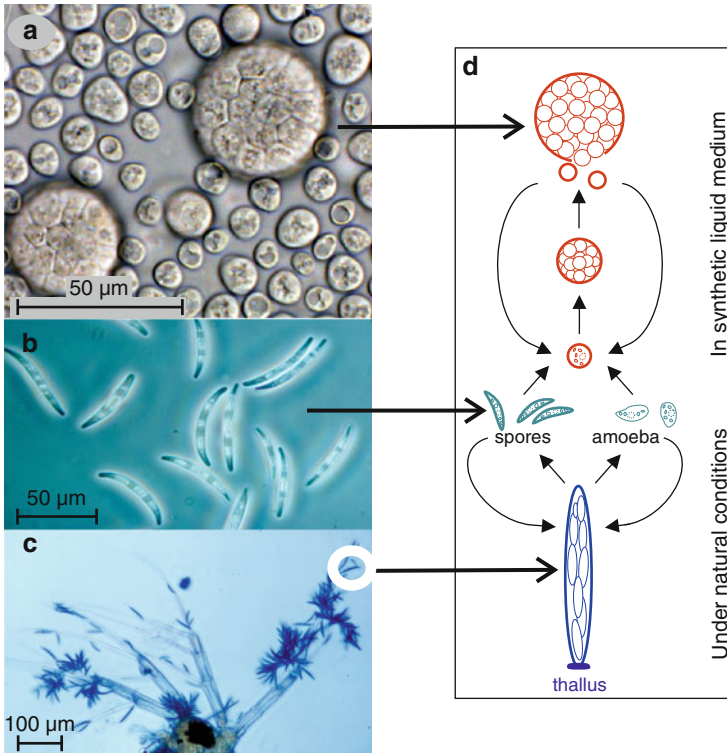 a
50 µm
b
50 µm
c
100 µm
d
In synthetic liquid medium
spores
amoeba
Under natural conditions
thallus